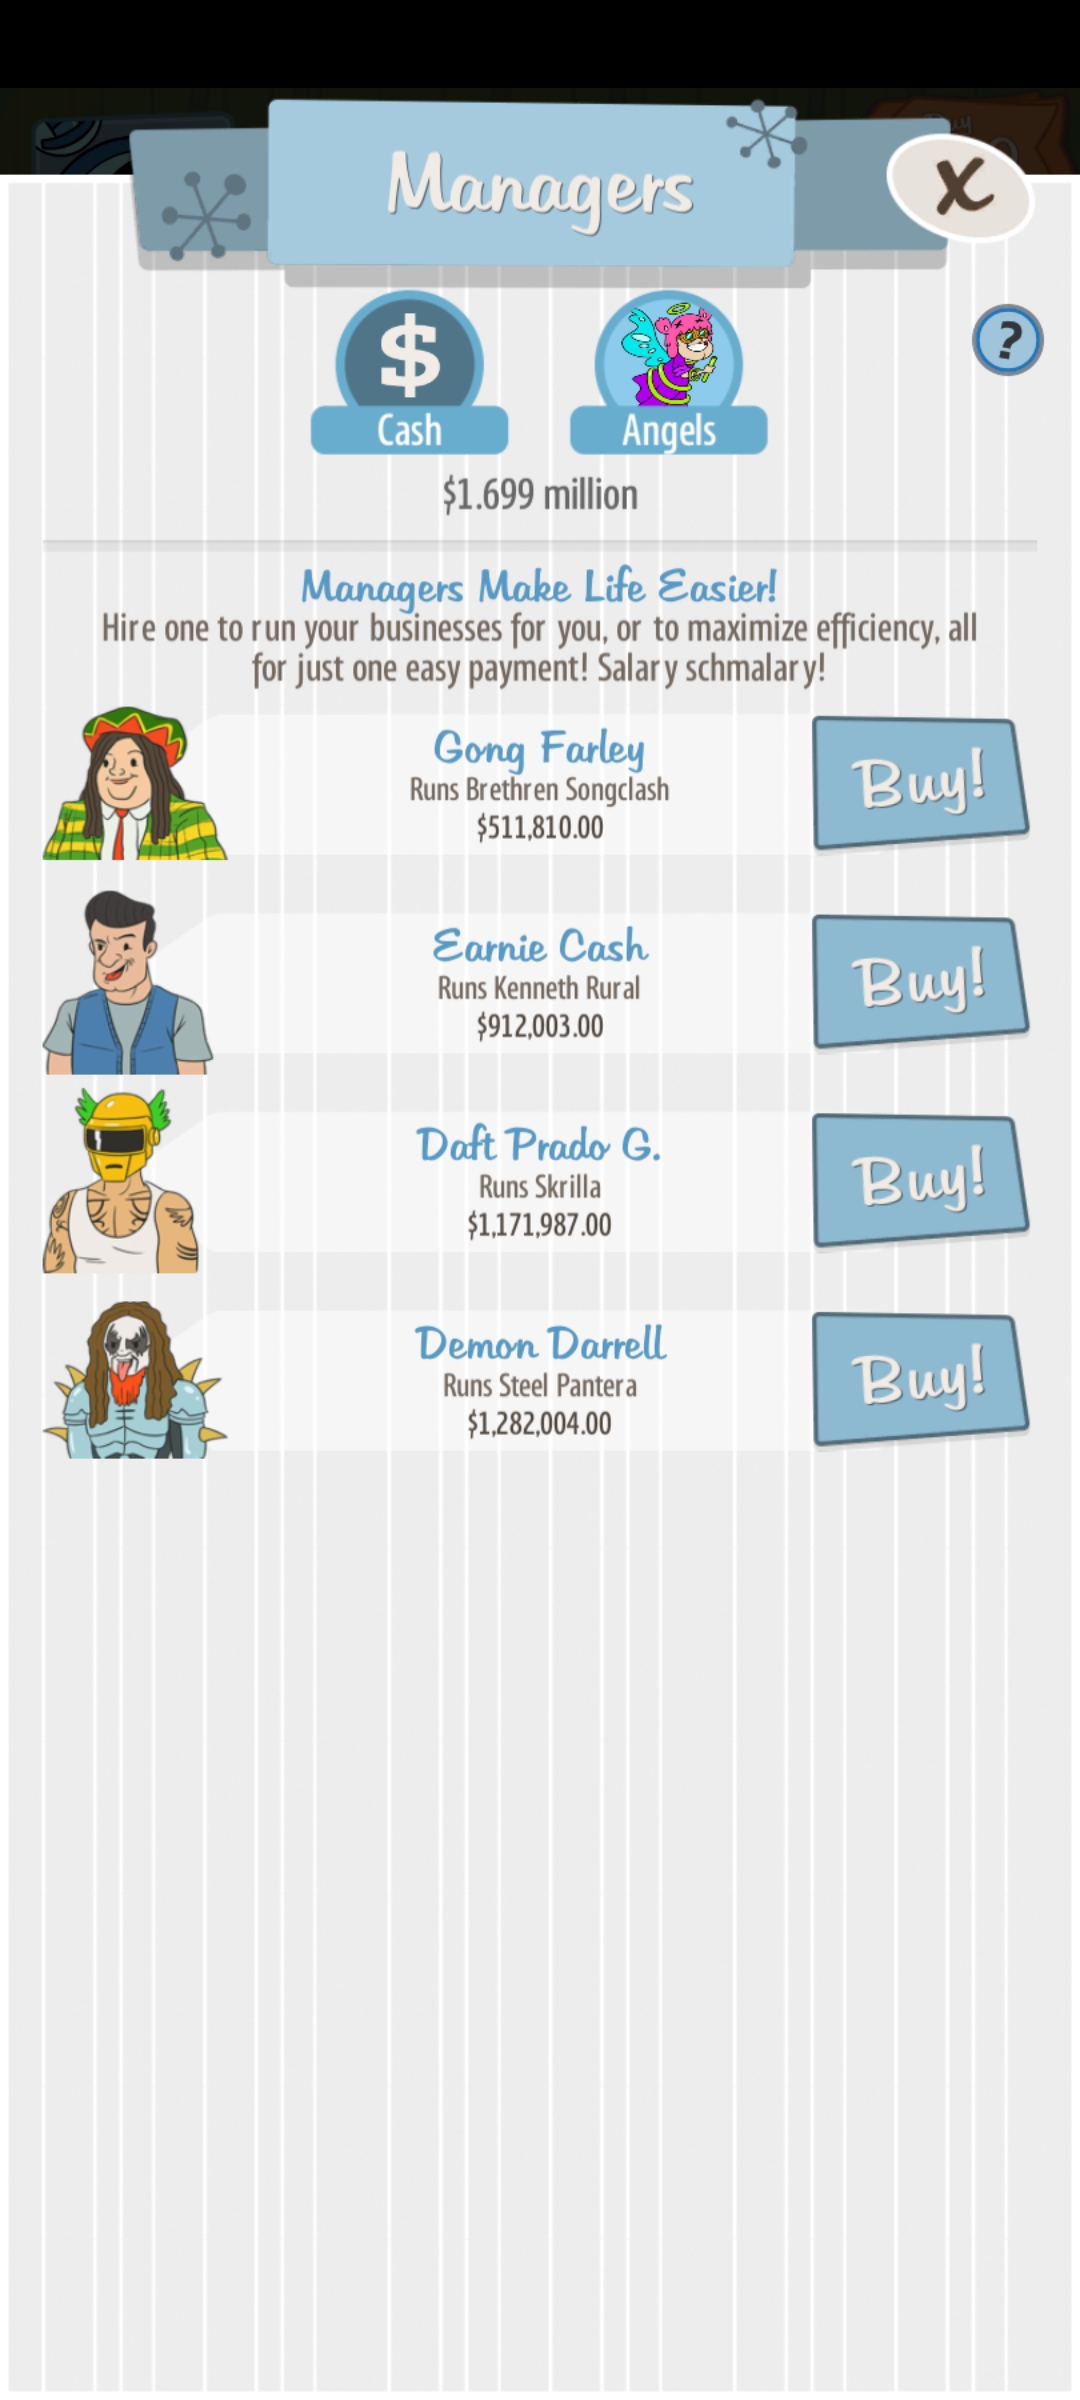 Managers
X
$
?
Cash
Angels
$1.699 million
Managers Make Life Easier!
Hire one to run your businesses for you, or to maximize efficiency, all
for just one easy payment! Salary schmalary!
Gong Farley
Runs Brethren Songclash
$511,810.00
Buy!
Earnie Cash
Runs Kenneth Rural
$912,003.00
Buy!
Daft Prado G.
Runs Skrilla
$1,171,987.00
Buy!
Demon Darrell
Runs Steel Pantera
$1,282,004.00
Buy!